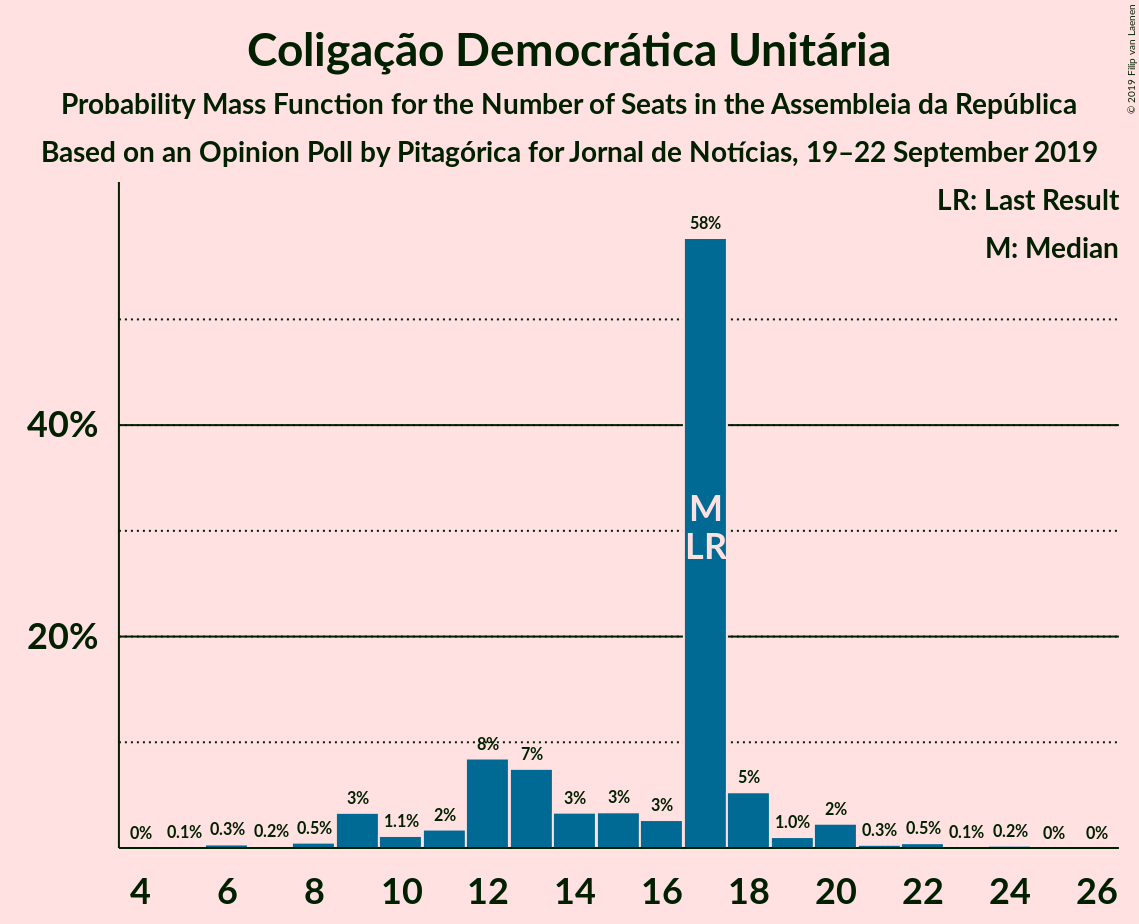 Coligação Democrática Unitária
Probability Mass Function for the Number of Seats in the Assembleia da República
Based on an Opinion Poll by Pitagórica for Jornal de Notícias, 19–22 September 2019
© 2019 Filip van Laenen
LR: Last Result
M: Median
40%
20%
0% 0.1% 0.3% 0.2% 0.5% 3% 1.1% 2% 8% 7% 3% 3% 3% 58% 5% 1.0% 2% 0.3% 0.5% 0.1% 0.2% 0% 0%
M
LR
4 6 8 10 12 14 16 18 20 22 24 26